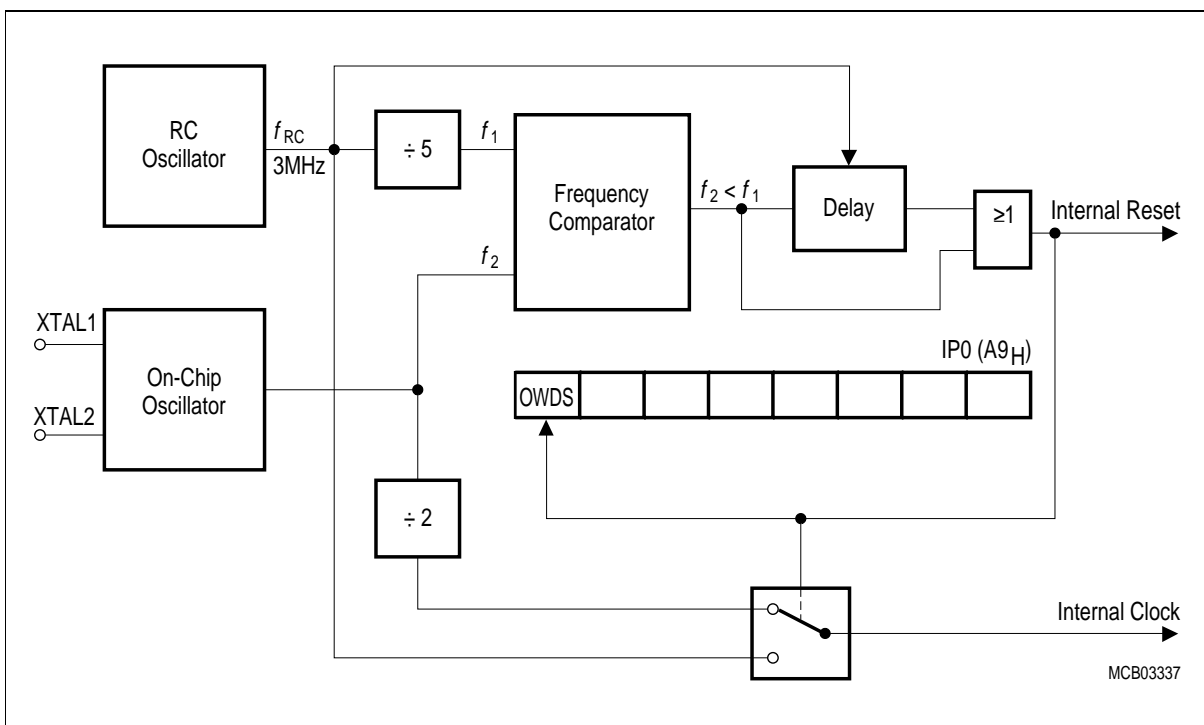 RC
Oscillator
fRC
3MHz
÷ 5
f1
Frequency
Comparator
f2 < f1
Delay
≥1
Internal Reset
f2
XTAL1
On-Chip
Oscillator
XTAL2
IP0 (A9H)
OWDS
÷ 2
Internal Clock
MCB03337